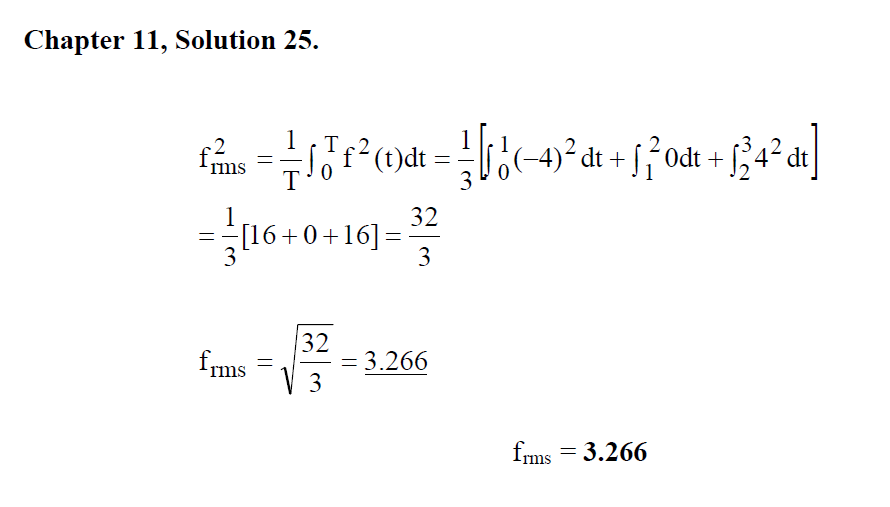 Chapter 11, Solution 25.
f²rms = 1/T ∫₀ᵀ f²(t)dt = 1/3 [∫₀¹(−4)² dt + ∫₁² 0dt + ∫₂³ 4² dt]
= 1/3 [16 + 0 + 16] = 32/3
frms = √(32/3) = 3.266
frms = 3.266